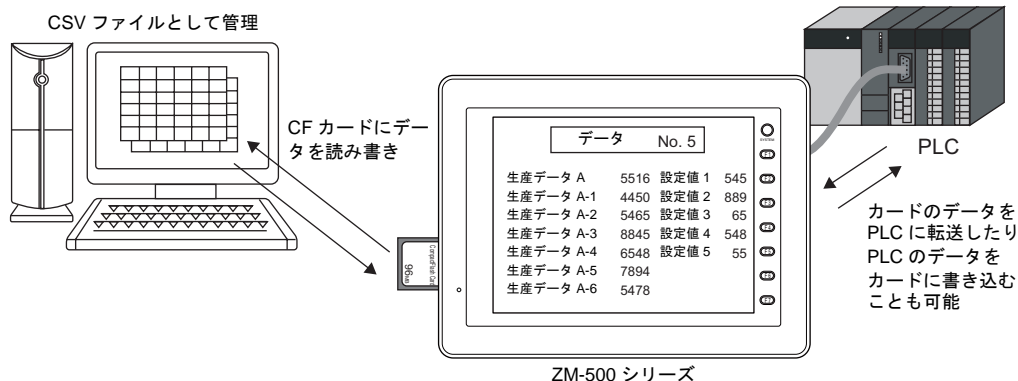 CSV ファイルとして管理
CF カードにデー
タを読み書き
データ No. 5
生産データ A 5516 設定値 1 545
生産データ A-1 4450 設定値 2 889
生産データ A-2 5465 設定値 3 65
生産データ A-3 8845 設定値 4 548
生産データ A-4 6548 設定値 5 55
生産データ A-5 7894
生産データ A-6 5478
SYSTEM
CompactFlash Card
96MB
PLC
カードのデータを
PLC に転送したり
PLC のデータを
カードに書き込む
ことも可能
ZM-500 シリーズ